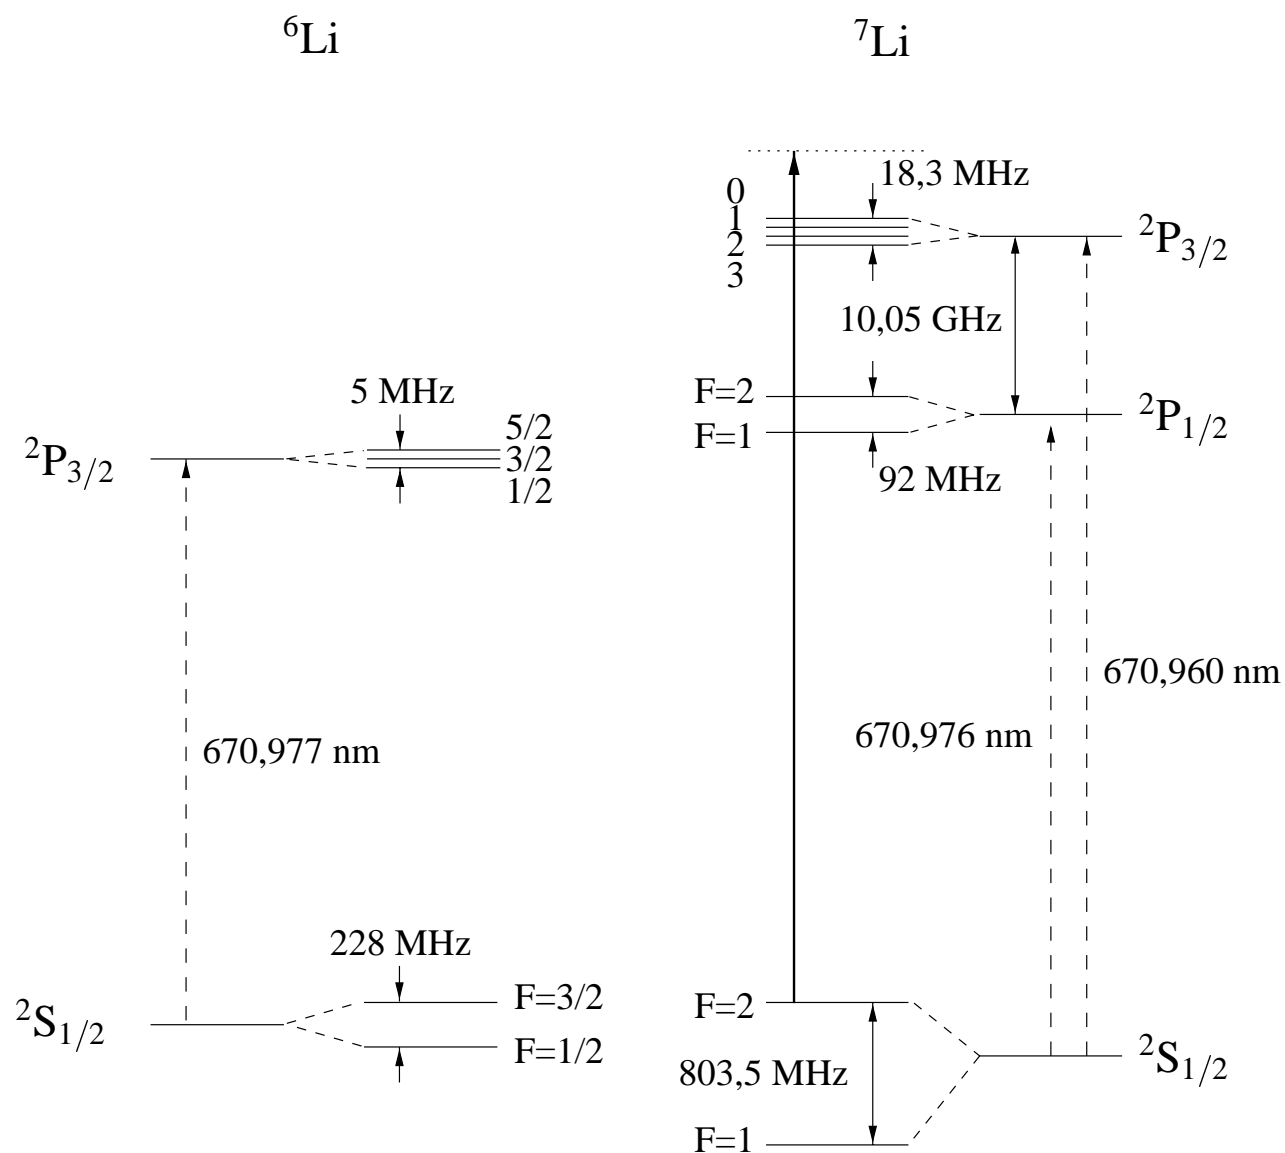 ⁶Li
⁷Li
18,3 MHz
0
1
2
3
²P₃/₂
10,05 GHz
5 MHz
F=2
²P₁/₂
5/2
F=1
²P₃/₂
3/2
92 MHz
1/2
670,960 nm
670,977 nm
670,976 nm
228 MHz
F=3/2
F=2
²S₁/₂
F=1/2
²S₁/₂
803,5 MHz
F=1